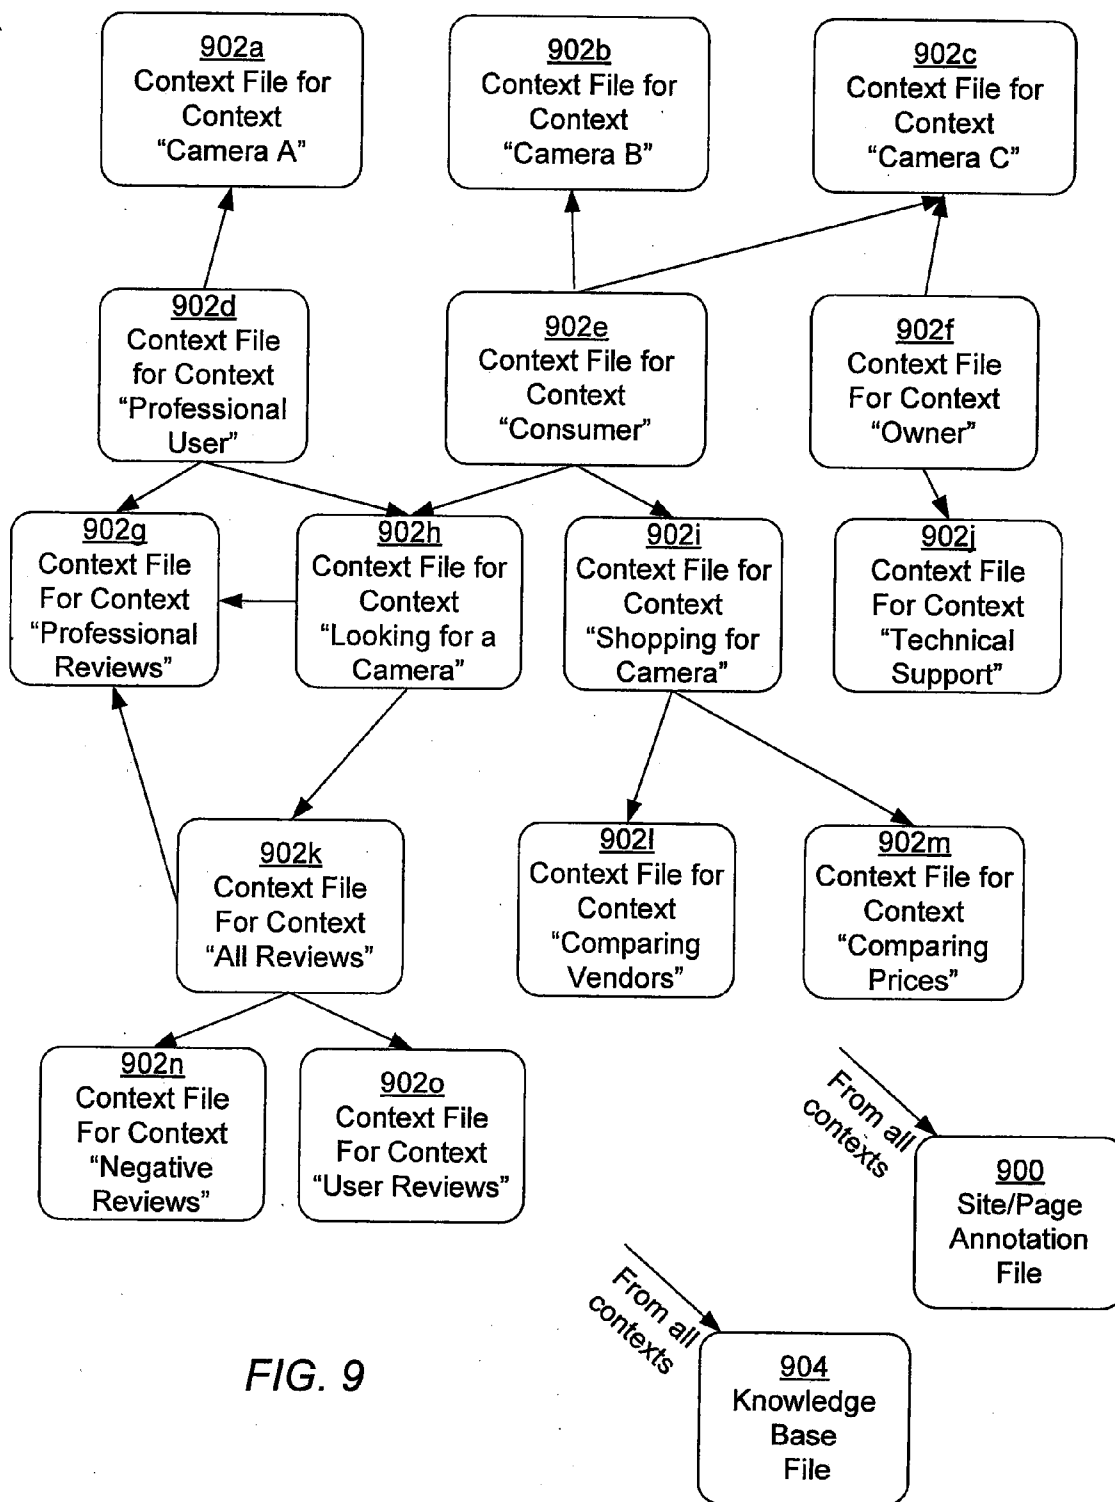 902a
Context File for
Context
“Camera A”
902b
Context File for
Context
“Camera B”
902c
Context File for
Context
“Camera C”
902d
Context File
for Context
“Professional
User”
902e
Context File for
Context
“Consumer”
902f
Context File
For Context
“Owner”
902g
Context File
For Context
“Professional
Reviews”
902h
Context File for
Context
“Looking for a
Camera”
902i
Context File for
Context
“Shopping for
Camera”
902j
Context File
For Context
“Technical
Support”
902k
Context File
For Context
“All Reviews”
902l
Context File for
Context
“Comparing
Vendors”
902m
Context File for
Context
“Comparing
Prices”
902n
Context File
For Context
“Negative
Reviews”
902o
Context File
For Context
“User Reviews”
From all
contexts
900
Site/Page
Annotation
File
From all
contexts
904
Knowledge
Base
File
FIG. 9